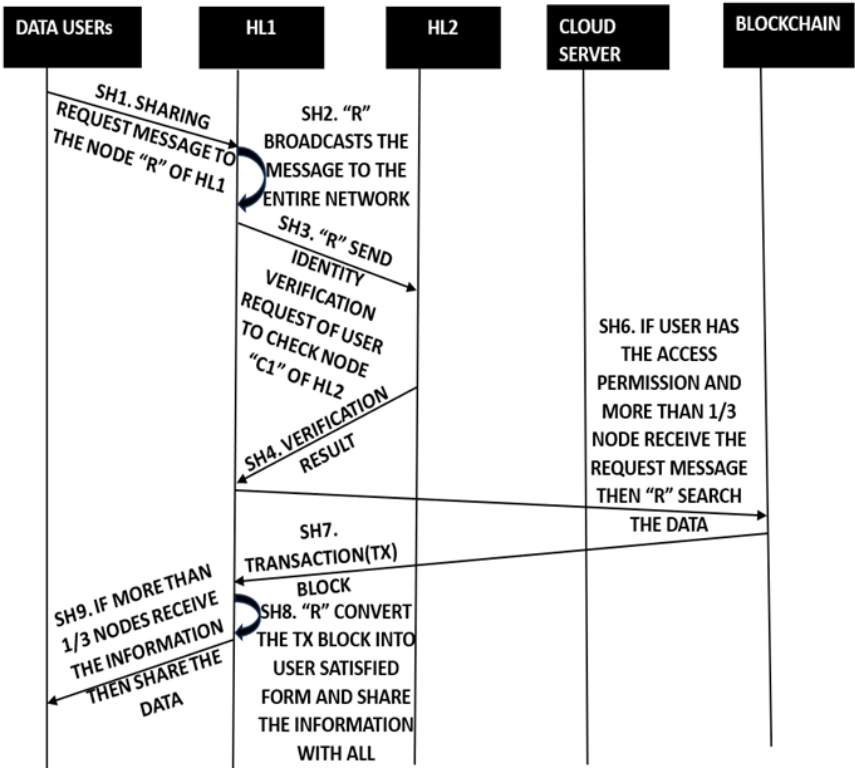 DATA USERs
HL1
HL2
CLOUD
SERVER
BLOCKCHAIN
SH1. SHARING
REQUEST MESSAGE TO
THE NODE “R” OF HL1
SH2. “R”
BROADCASTS THE
MESSAGE TO THE
ENTIRE NETWORK
SH3. “R” SEND
IDENTITY
VERIFICATION
REQUEST OF USER
TO CHECK NODE
“C1” OF HL2
SH4. VERIFICATION
RESULT
SH6. IF USER HAS
THE ACCESS
PERMISSION AND
MORE THAN 1/3
NODE RECEIVE THE
REQUEST MESSAGE
THEN “R” SEARCH
THE DATA
SH7.
TRANSACTION(TX)
BLOCK
SH8. “R” CONVERT
THE TX BLOCK INTO
USER SATISFIED
FORM AND SHARE
THE INFORMATION
WITH ALL
SH9. IF MORE THAN
1/3 NODES RECEIVE
THE INFORMATION
THEN SHARE THE
DATA